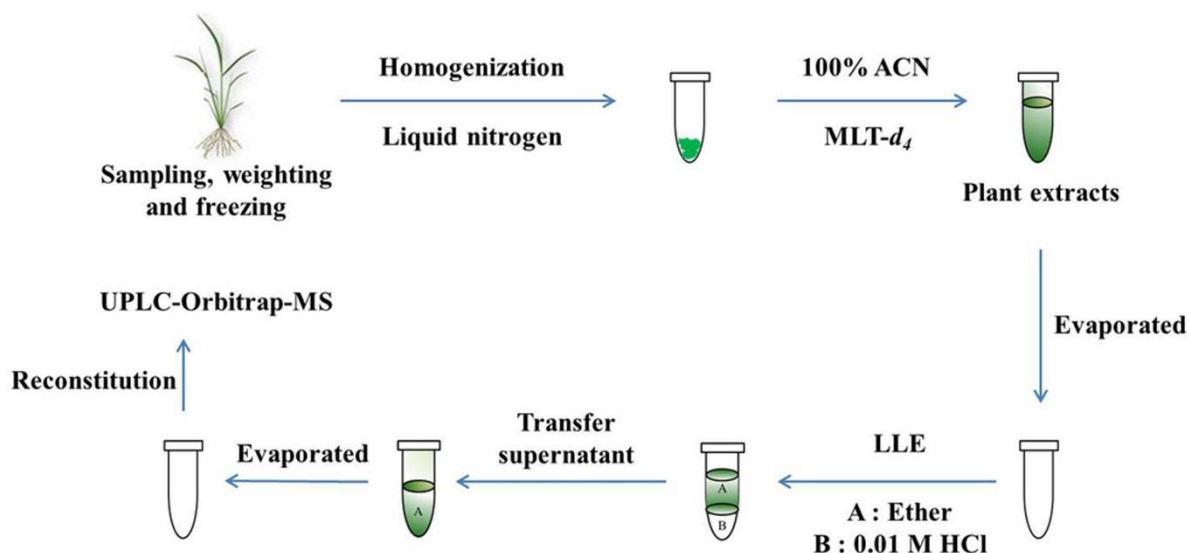 Homogenization
Liquid nitrogen
100% ACN
MLT-d4
Sampling, weighting
and freezing
Plant extracts
Evaporated
LLE
A : Ether
B : 0.01 M HCl
A
B
Transfer
supernatant
A
Evaporated
Reconstitution
UPLC-Orbitrap-MS